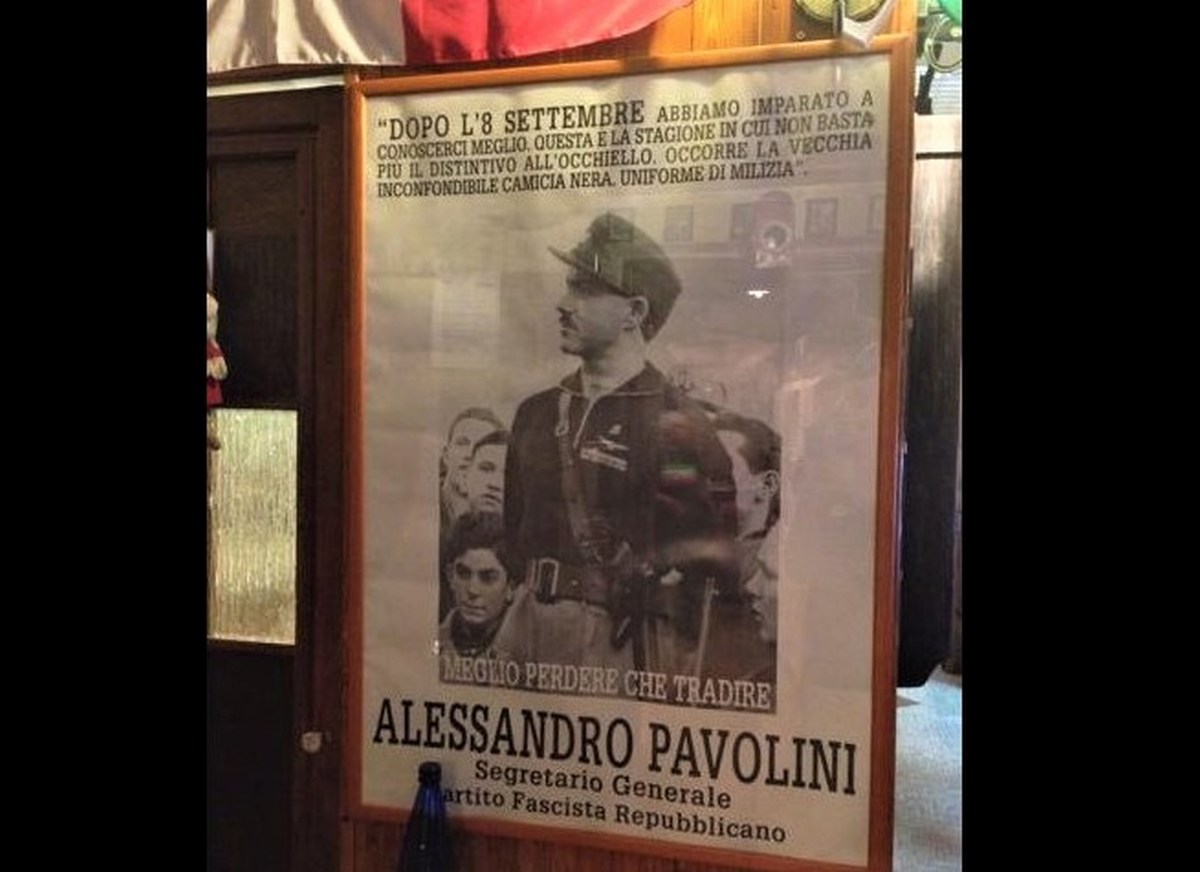 "DOPO L'8 SETTEMBRE ABBIAMO IMPARATO A
CONOSCERCI MEGLIO. QUESTA E LA STAGIONE IN CUI NON BASTA
PIU IL DISTINTIVO ALL'OCCHIELLO. OCCORRE LA VECCHIA
INCONFONDIBILE CAMICIA NERA. UNIFORME DI MILIZIA".
MEGLIO PERDERE CHE TRADIRE
ALESSANDRO PAVOLINI
Segretario Generale
artito Fascista Repubblicano